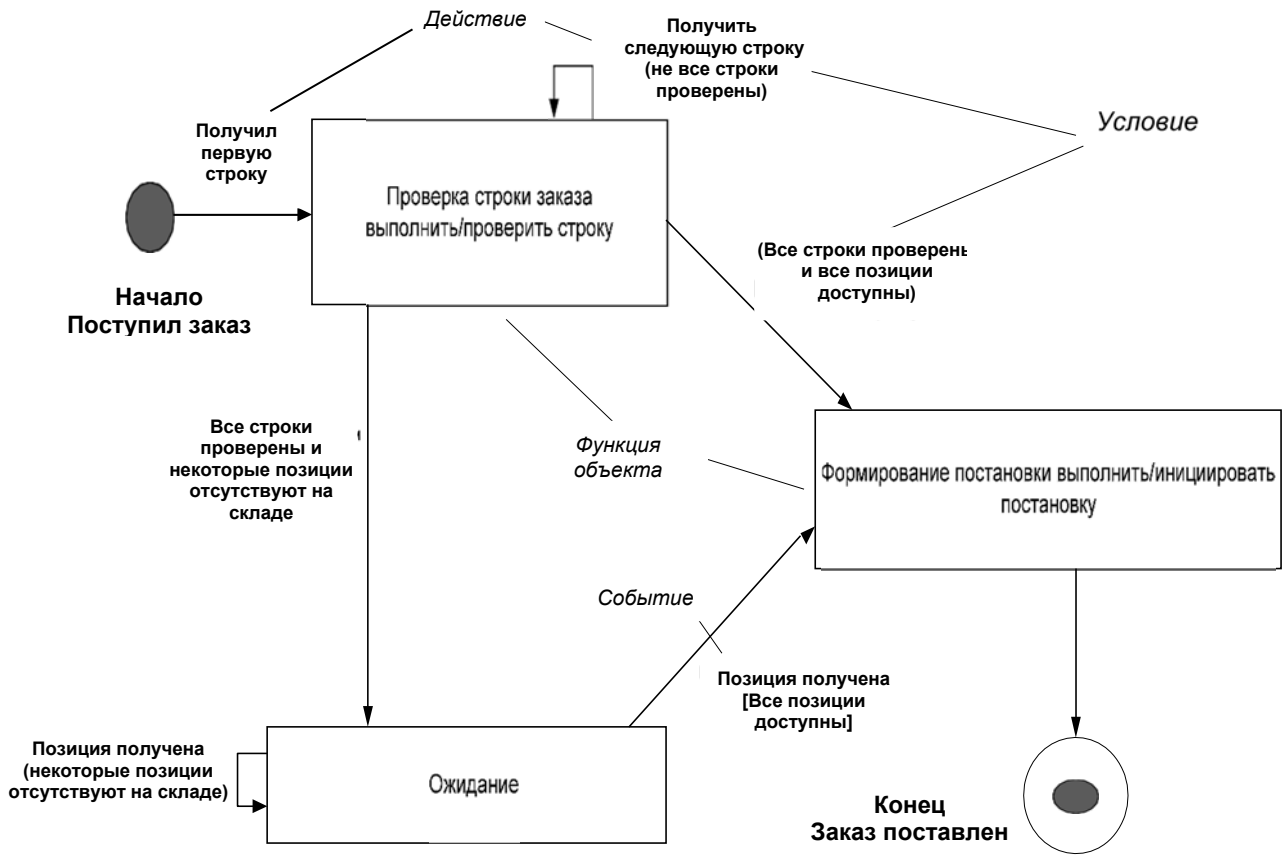 Действие
Получить
следующую строку
(не все строки
проверены)
Условие
Получил
первую
строку
Проверка строки заказа
выполнить/проверить строку
(Все строки проверены
и все позиции
доступны)
Начало
Поступил заказ
Все строки
проверены и
некоторые позиции
отсутствуют на
складе
Функция
объекта
Формирование постановки выполнить/инициировать
постановку
Событие
Позиция получена
[Все позиции
доступны]
Позиция получена
(некоторые позиции
отсутствуют на складе)
Ожидание
Конец
Заказ поставлен